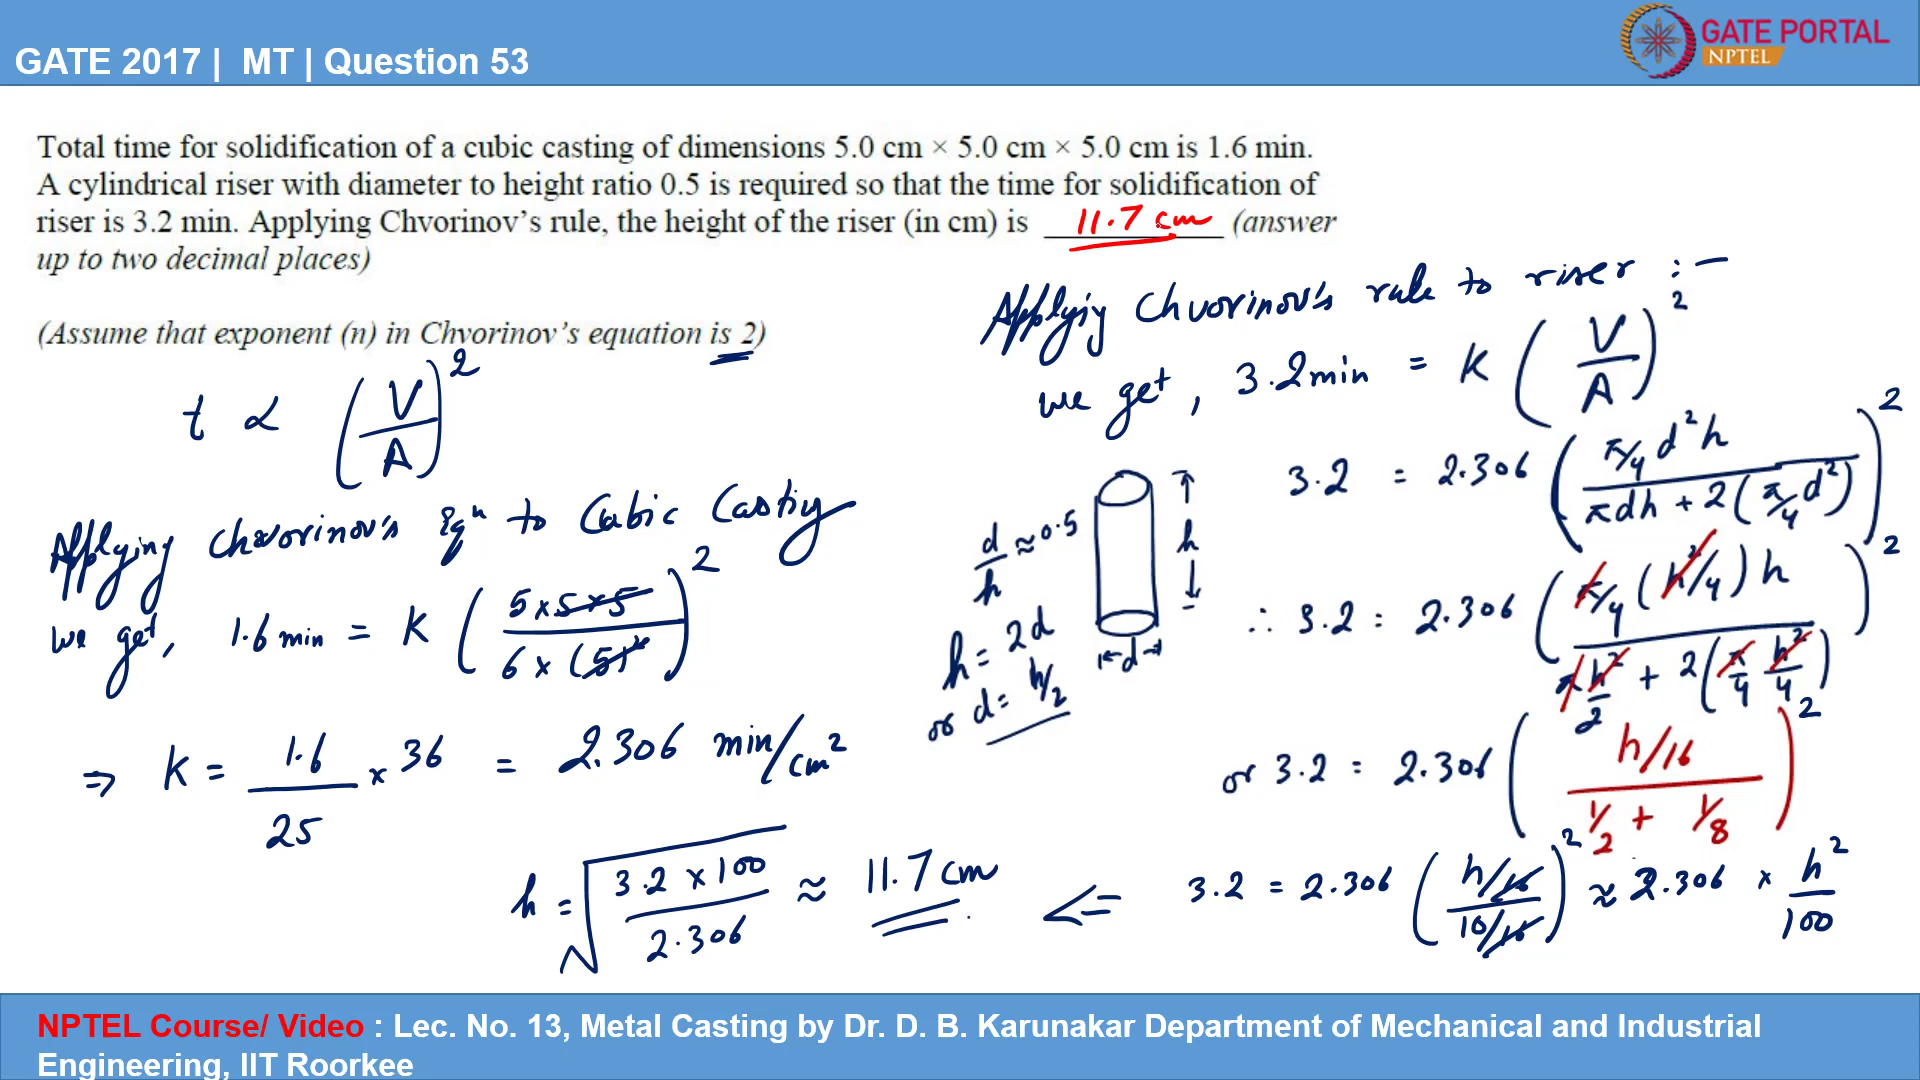 GATE 2017 | MT | Question 53
GATE PORTAL
NPTEL
Total time for solidification of a cubic casting of dimensions 5.0 cm × 5.0 cm × 5.0 cm is 1.6 min.
A cylindrical riser with diameter to height ratio 0.5 is required so that the time for solidification of
riser is 3.2 min. Applying Chvorinov's rule, the height of the riser (in cm) is 11.7 cm (answer
up to two decimal places)
(Assume that exponent (n) in Chvorinov's equation is 2)
t ∝ (V/A)²
Applying Chvorinov's Eqⁿ to Cubic Casting
we get, 1.6 min = K (5×5×5 / 6×(5)²)²
⇒ K = 1.6/25 × 36 = 2.306 min/cm²
Applying Chvorinov's rule to riser :-
we get, 3.2 min = K (V/A)²
3.2 = 2.306 (π/4 d²h / πdh + 2(π/4 d²))²
d/h ≈ 0.5
h
h = 2d
or d = h/2
d
∴ 3.2 = 2.306 (π/4 (h²/4) h / π h²/2 + 2(π/4 h²/4))²
or 3.2 = 2.306 (h/16 / 1/2 + 1/8)²
3.2 = 2.306 (h/16 / 10/16)² ≈ 2.306 × h²/100
⇐
h = √(3.2 × 100 / 2.306) ≈ 11.7 cm
NPTEL Course/ Video : Lec. No. 13, Metal Casting by Dr. D. B. Karunakar Department of Mechanical and Industrial
Engineering, IIT Roorkee